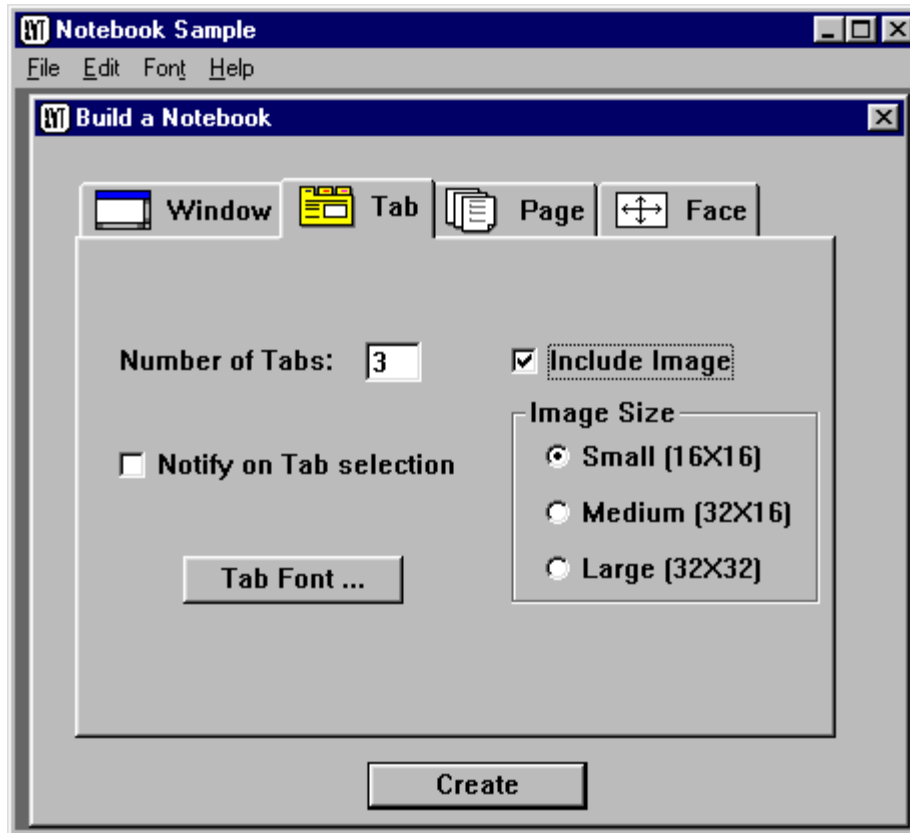 Notebook Sample
File Edit Font Help
Build a Notebook
Window Tab Page Face
Number of Tabs: 3
Include Image
Image Size
Notify on Tab selection
Small (16X16)
Medium (32X16)
Large (32X32)
Tab Font ...
Create